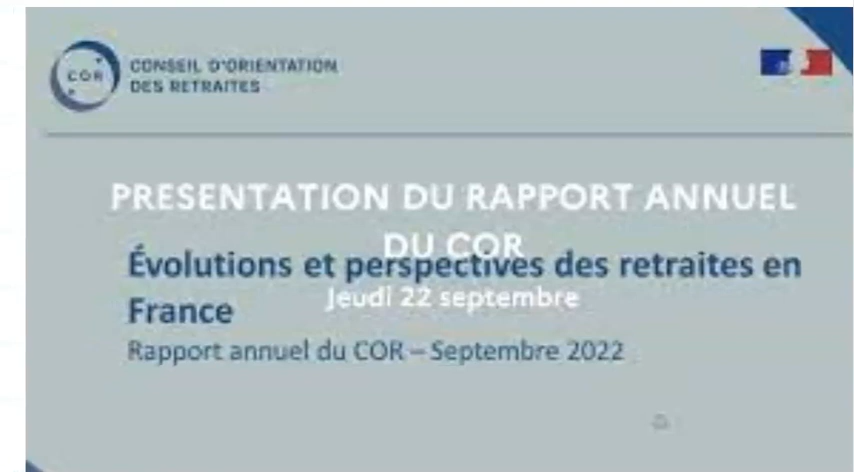 COR
CONSEIL D'ORIENTATION
DES RETRAITES
PRESENTATION DU RAPPORT ANNUEL
DU COR
Jeudi 22 septembre
Évolutions et perspectives des retraites en
France
Rapport annuel du COR – Septembre 2022